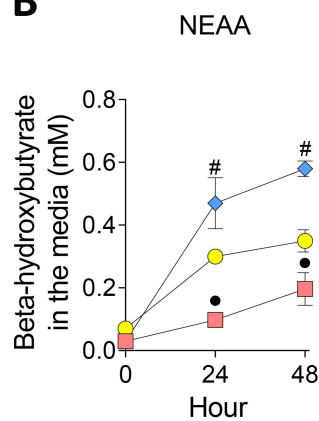 B
NEAA
Beta-hydroxybutyrate
in the media (mM)
0.8
0.6
0.4
0.2
0.0
#
#
0
24
48
Hour